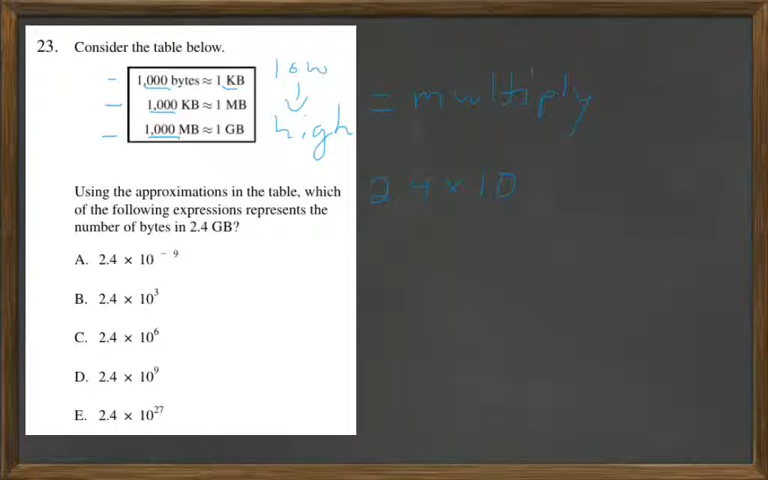 23. Consider the table below.
1,000 bytes ≈ 1 KB
1,000 KB ≈ 1 MB
1,000 MB ≈ 1 GB
low
↓
high
= multiply
Using the approximations in the table, which
of the following expressions represents the
number of bytes in 2.4 GB?
2.4 × 10
A. 2.4 × 10⁻⁹
B. 2.4 × 10³
C. 2.4 × 10⁶
D. 2.4 × 10⁹
E. 2.4 × 10²⁷